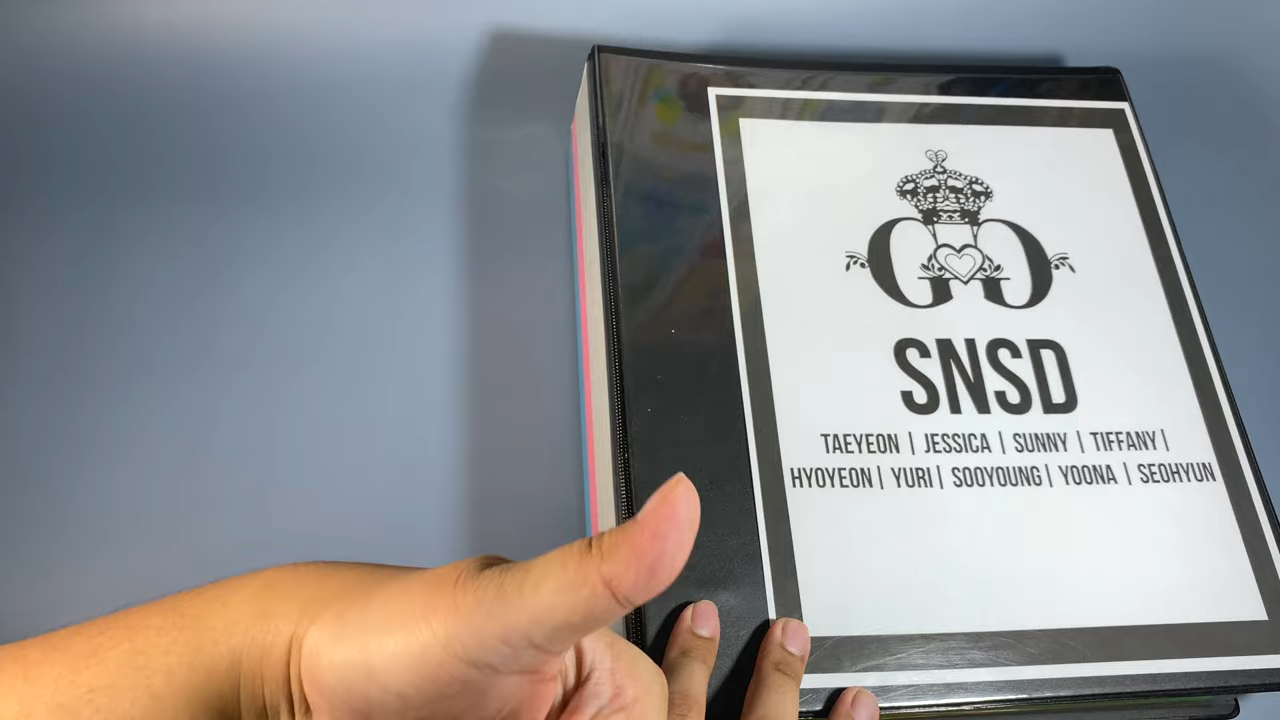 GG
SNSD
TAEYEON | JESSICA | SUNNY | TIFFANY |
HYOYEON | YURI | SOOYOUNG | YOONA | SEOHYUN